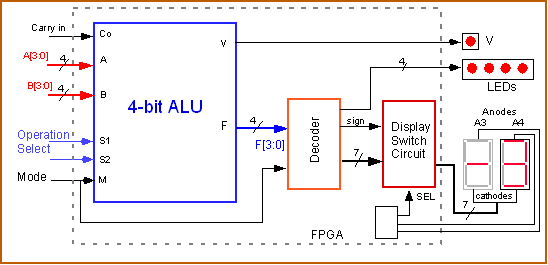 Carry in
Co
V
V
A[3:0]
4
A
4
B[3:0]
4
B
4-bit ALU
LEDs
F
4
F[3:0]
Decoder
sign
7
Display
Switch
Circuit
Anodes
A3
A4
Operation
Select
S1
S2
Mode
M
SEL
7
cathodes
FPGA